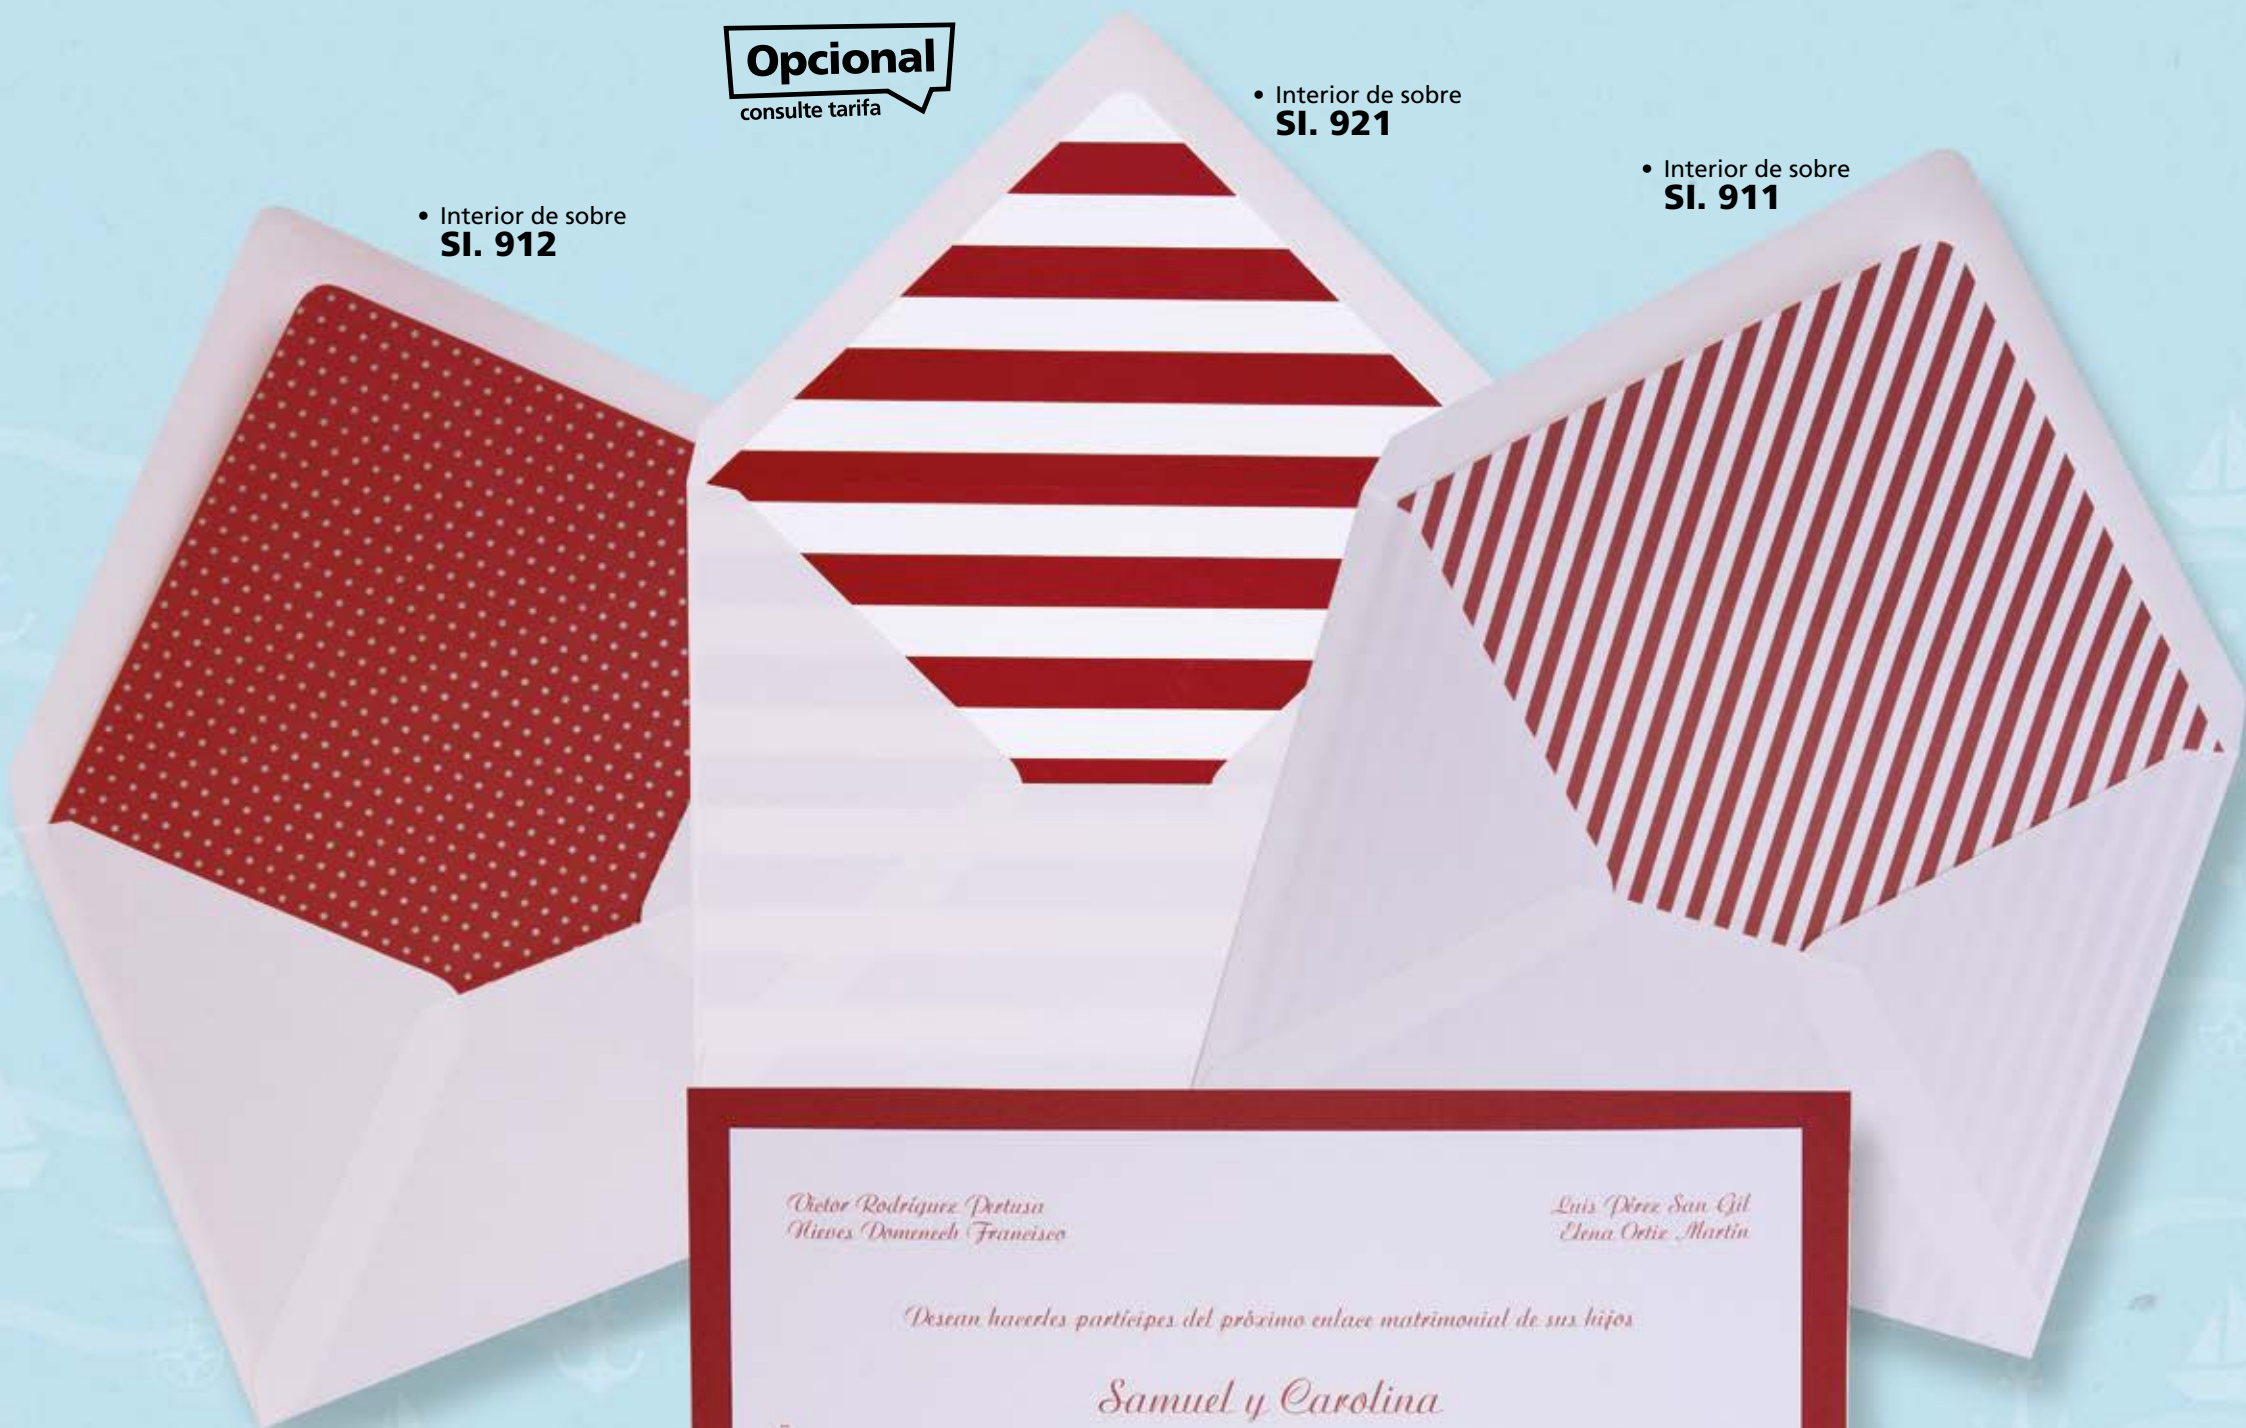 Opcional
consulte tarifa
• Interior de sobre
SI. 921
• Interior de sobre
SI. 911
• Interior de sobre
SI. 912
Víctor Rodríguez Pertusa
Nieves Domenech Francisco
Luis Pérez San Gil
Elena Ortiz Martín
Desean hacerles partícipes del próximo enlace matrimonial de sus hijos
Samuel y Carolina